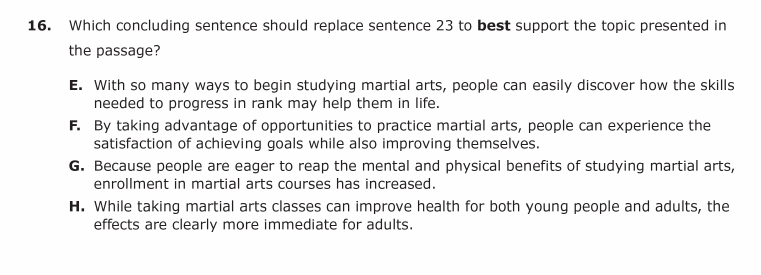 16. Which concluding sentence should replace sentence 23 to best support the topic presented in
the passage?
E. With so many ways to begin studying martial arts, people can easily discover how the skills
needed to progress in rank may help them in life.
F. By taking advantage of opportunities to practice martial arts, people can experience the
satisfaction of achieving goals while also improving themselves.
G. Because people are eager to reap the mental and physical benefits of studying martial arts,
enrollment in martial arts courses has increased.
H. While taking martial arts classes can improve health for both young people and adults, the
effects are clearly more immediate for adults.